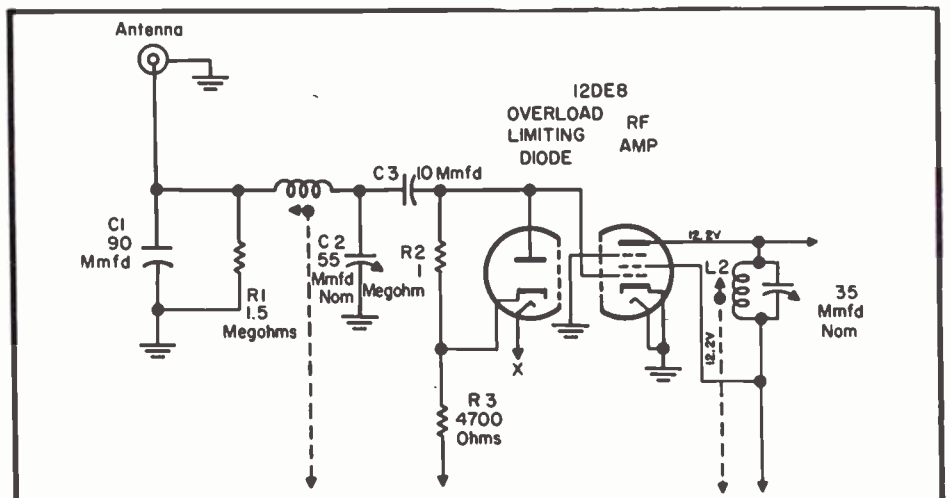 Antenna
12DE8
OVERLOAD
LIMITING
DIODE
RF
AMP
C3 10 Mmfd
C1
90
Mmfd
R1
1.5
Megohms
C2
55
Mmfd
Nom
R2
1
Megohm
X
R3
4700
Ohms
12.2V
L2
12.2V
35
Mmfd
Nom